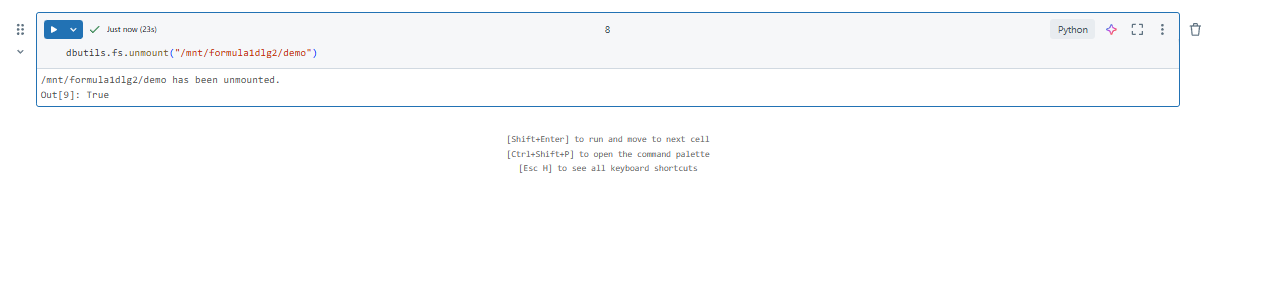 Just now (23s)
8
Python
dbutils.fs.unmount("/mnt/formula1dlg2/demo")
/mnt/formula1dlg2/demo has been unmounted.
Out[9]: True
[Shift+Enter] to run and move to next cell
[Ctrl+Shift+P] to open the command palette
[Esc H] to see all keyboard shortcuts